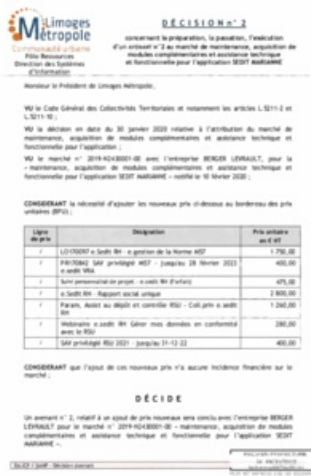 Limoges
Métropole
Communauté urbaine
Pôle Ressources
Direction des Systèmes
d'Information
DÉCISION n° 2
concernant la préparation, la passation, l'exécution
d'un avenant n°2 au marché de maintenance, acquisition de
modules complémentaires et assistance technique
et fonctionnelle pour l'application SEDIT MARIANNE
Monsieur le Président de Limoges Métropole,
VU le Code Général des Collectivités Territoriales et notamment les articles L.5211-2 et
L.5211-10 ;
VU la décision en date du 30 janvier 2020 relative à l'attribution du marché de
maintenance, acquisition de modules complémentaires et assistance technique et
fonctionnelle pour l'application ;
VU le marché n° 2019-N2430001-00 avec l'entreprise BERGER LEVRAULT, pour la
« maintenance, acquisition de modules complémentaires et assistance technique et
fonctionnelle pour l'application SEDIT MARIANNE » notifié le 10 février 2020 ;
CONSIDERANT la nécessité d'ajouter les nouveaux prix ci-dessous au bordereau des prix
unitaires (BPU) ;
Ligne de prix Désignation Prix unitaire en € HT
/ LO170097 e.Sedit RH - e.gestion de la Norme MS7 1 750,00
/ SAV privilégié MS7 - jusqu'au 28 février 2023 e.sedit VRA 400,00
/ Suivi personnalisé de projet - e.sedit RH (Forfait) 475,00
/ e.Sedit RH - Rapport social unique 2 800,00
/ Param, Assist au dépôt et contrôle RSU - Coll.prix e.sedit RH 1 260,00
/ Webinaire e.sedit RH Gérer mes données en conformité avec le RSU 280,00
/ SAV privilégié RSU 2021 - jusqu'au 31-12-22 400,00
CONSIDERANT que l'ajout de ces nouveaux prix n'a aucune incidence financière sur le
marché ;
DÉCIDE
Un avenant n° 2, relatif à un ajout de prix nouveaux sera conclu avec l'entreprise BERGER
LEVRAULT pour le marché n° 2019-N2430001-00 « maintenance, acquisition de modules
complémentaires et assistance technique et fonctionnelle pour l'application SEDIT
MARIANNE ».
Décision avenant